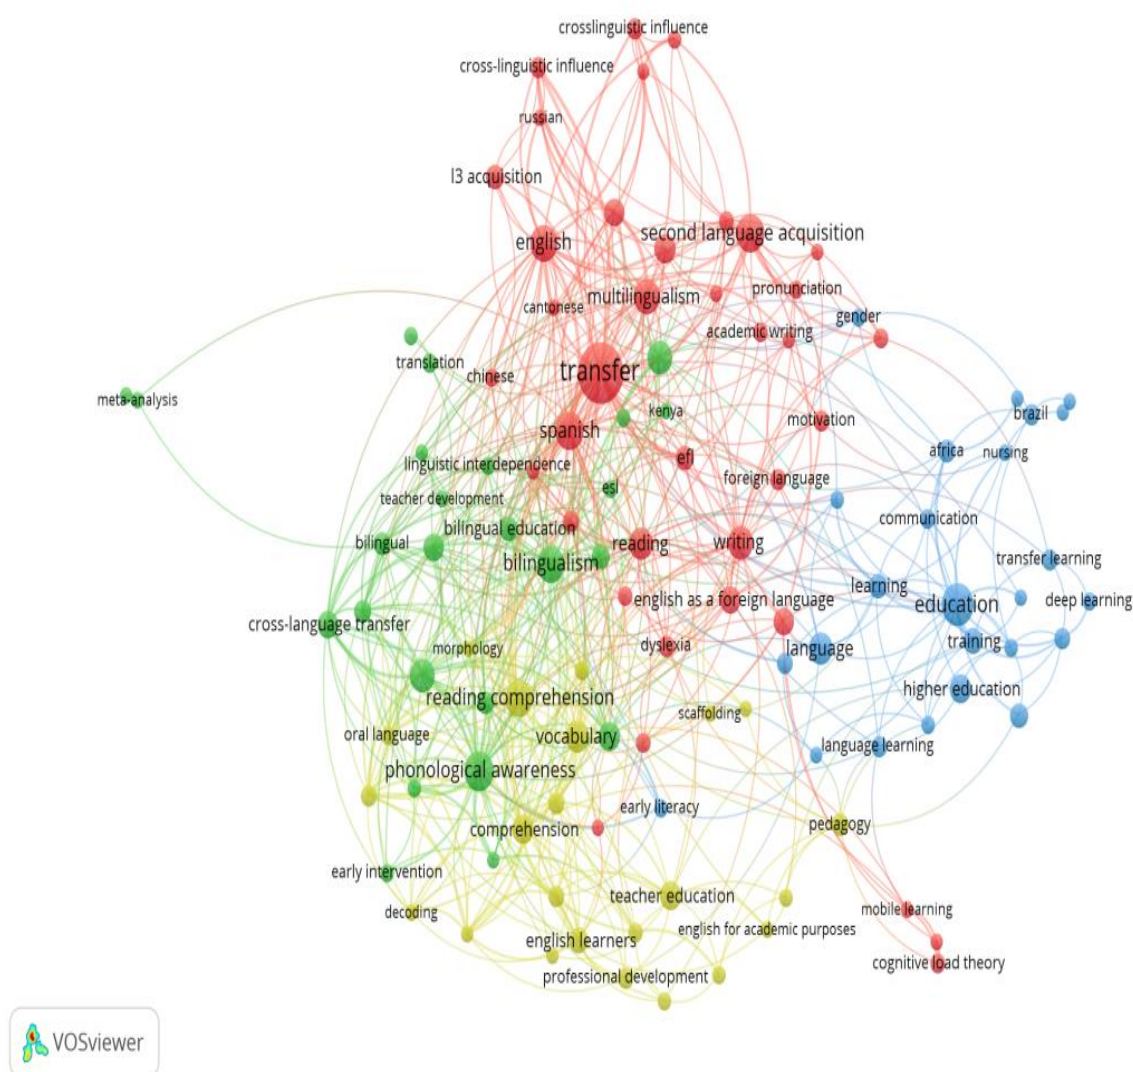 crosslinguistic influence
cross-linguistic influence
russian
l3 acquisition
second language acquisition
english
pronunciation
multilingualism
cantonese
gender
academic writing
translation
transfer
chinese
meta-analysis
kenya
brazil
motivation
spanish
africa
nursing
efl
linguistic interdependence
foreign language
esl
teacher development
communication
bilingual education
bilingual
reading
writing
transfer learning
bilingualism
learning
english as a foreign language
education
deep learning
cross-language transfer
training
dyslexia
language
morphology
higher education
reading comprehension
scaffolding
oral language
vocabulary
language learning
phonological awareness
early literacy
pedagogy
comprehension
early intervention
teacher education
decoding
mobile learning
english for academic purposes
english learners
cognitive load theory
professional development
VOSviewer